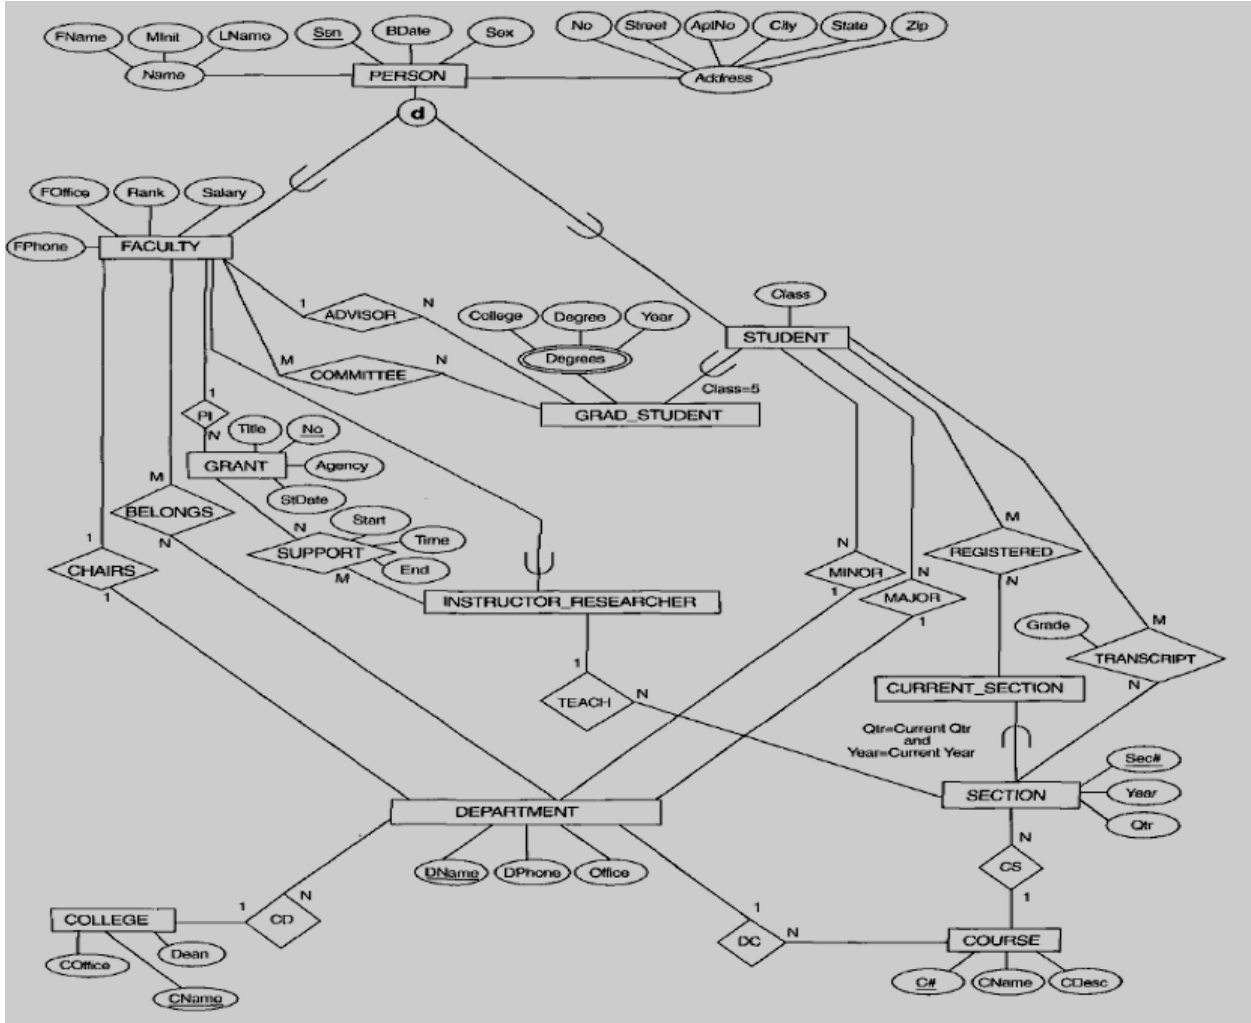 No Street AptNo City State Zip
FName MInit LName Ssn BDate Sex
Name PERSON Address
d
FOffice Rank Salary
FPhone FACULTY
Class
1 ADVISOR N College Degree Year
STUDENT
M COMMITTEE N Degrees
Class=5
1 GRAD_STUDENT
PI
N Title No
GRANT Agency
M StDate
BELONGS Start
N N
SUPPORT Time
M End
1
CHAIRS
1
INSTRUCTOR_RESEARCHER
M
REGISTERED
N
N
MINOR
1
N
MAJOR
1
Grade M
TRANSCRIPT
N
1
TEACH N
CURRENT_SECTION
Qtr=Current Qtr
and
Year=Current Year
Sec#
SECTION Year
Qtr
DEPARTMENT
DName DPhone Office
N
CS
1
COLLEGE 1 CD N
COffice Dean
CName
1
DC N
COURSE
C# CName CDesc